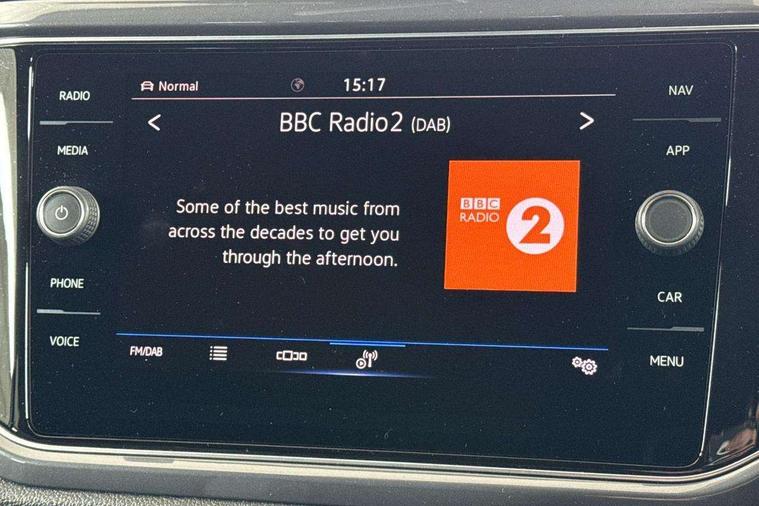 Normal
15:17
RADIO
NAV
BBC Radio2 (DAB)
MEDIA
APP
Some of the best music from
across the decades to get you
through the afternoon.
BBC
RADIO
2
PHONE
CAR
VOICE
FM/DAB
MENU